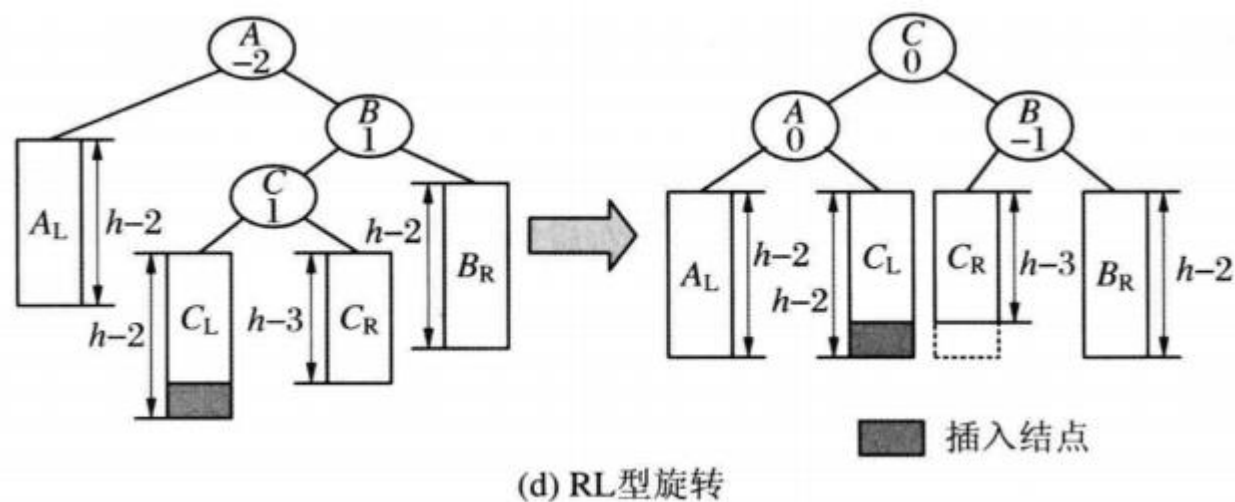 A
-2
B
1
C
1
A_L
h-2
h-2
C_L
h-3
C_R
h-2
B_R
C
0
A
0
B
-1
A_L
h-2
h-2
C_L
C_R
h-3
B_R
h-2
插入结点
(d) RL型旋转